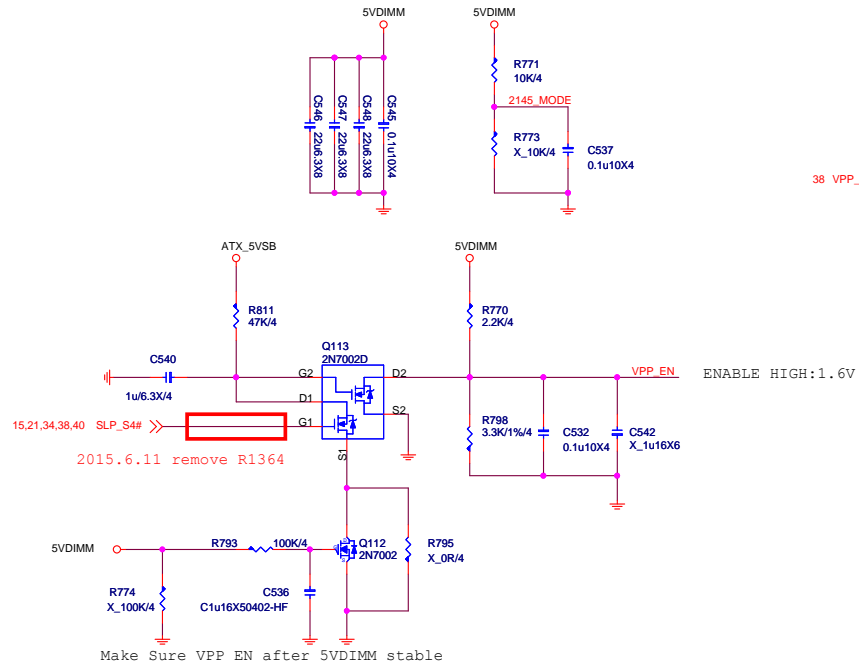 5VDIMM
5VDIMM
C546
22u6.3X8
C547
22u6.3X8
C548
22u6.3X8
C545
0.1u10X4
R771
10K/4
2145_MODE
R773
X_10K/4
C537
0.1u10X4
38 VPP_
ATX_5VSB
5VDIMM
R811
47K/4
R770
2.2K/4
Q113
2N7002D
C540
1u/6.3X/4
G2
D2
D1
S2
G1
S1
VPP_EN
ENABLE HIGH:1.6V
15,21,34,38,40 SLP_S4#
2015.6.11 remove R1364
R798
3.3K/1%/4
C532
0.1u10X4
C542
X_1u16X6
5VDIMM
R793
100K/4
Q112
2N7002
R795
X_0R/4
R774
X_100K/4
C536
C1u16X50402-HF
Make Sure VPP EN after 5VDIMM stable